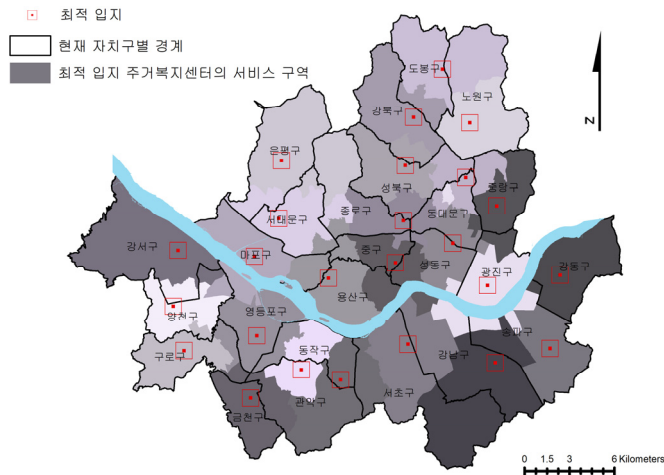 최적 입지
현재 자치구별 경계
최적 입지 주거복지센터의 서비스 구역
도봉구
노원구
강북구
은평구
성북구
중랑구
서대문구
종로구
동대문구
강서구
마포구
중구
성동구
광진구
강동구
양천구
영등포구
용산구
송파구
구로구
동작구
강남구
서초구
관악구
금천구
N
0 1.5 3 6 Kilometers